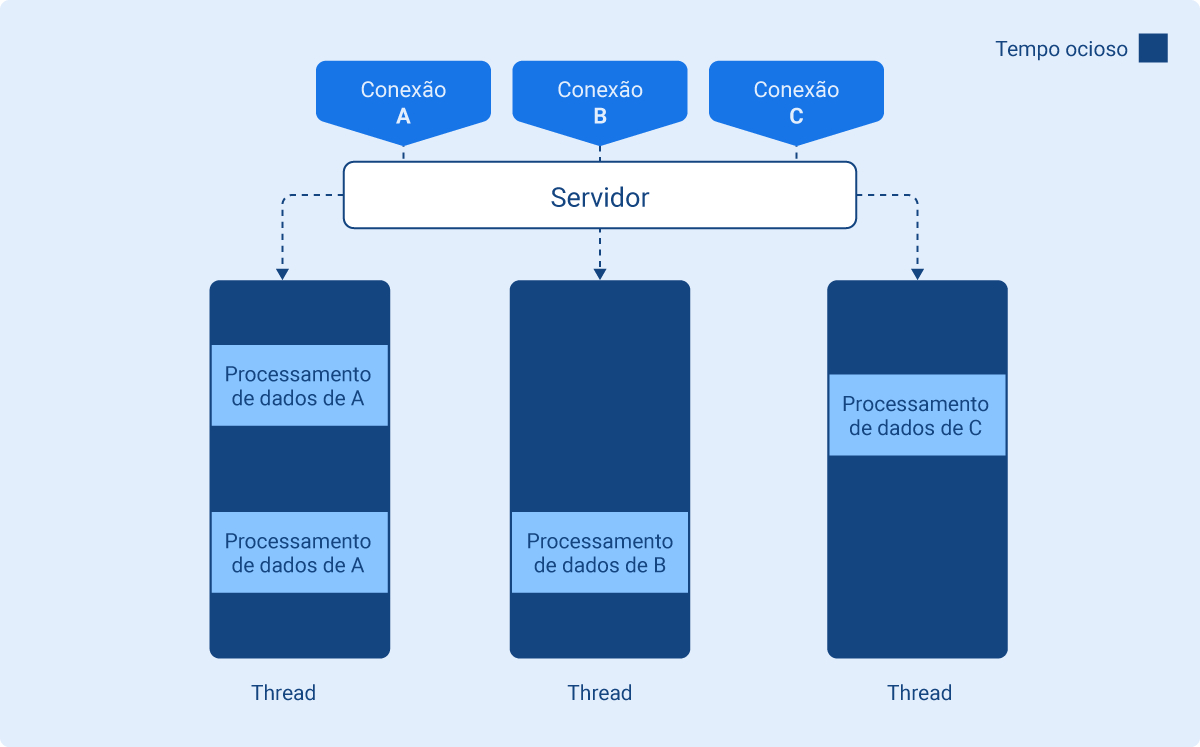 Tempo ocioso
Conexão
A
Conexão
B
Conexão
C
Servidor
Processamento
de dados de A
Processamento
de dados de A
Processamento
de dados de B
Processamento
de dados de C
Thread
Thread
Thread